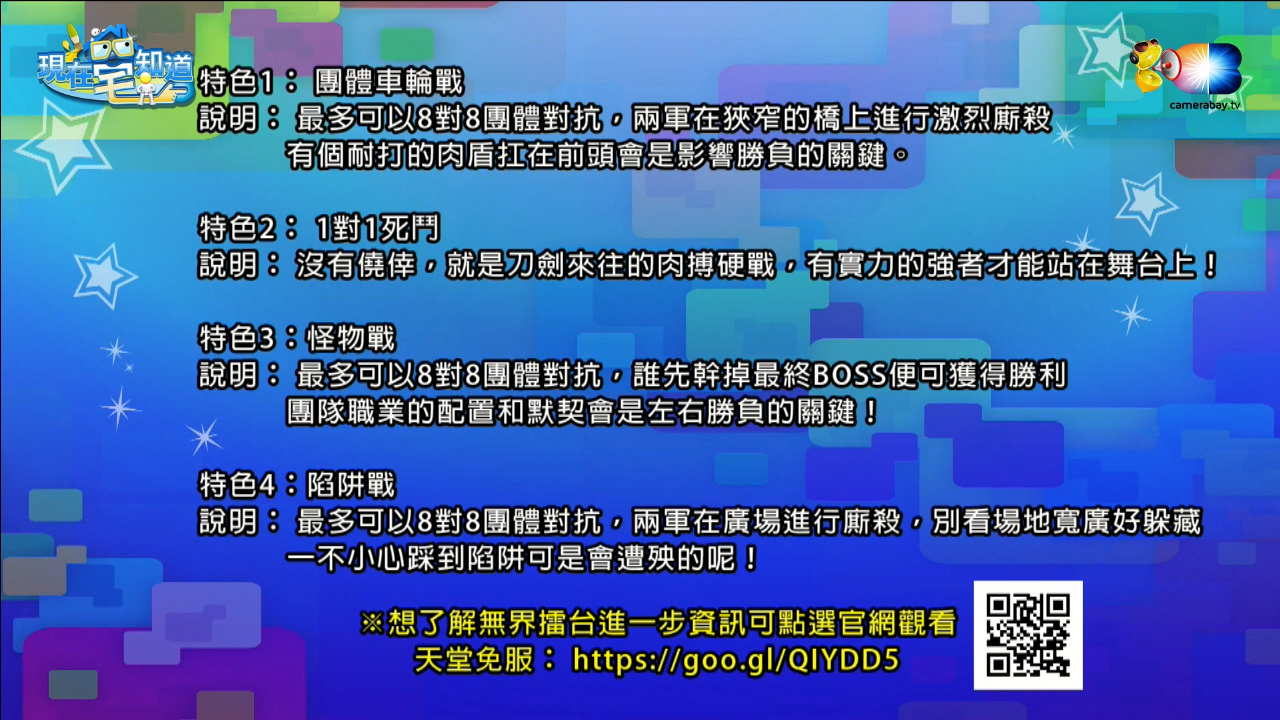 現在宅知道
camerabay.tv
特色1： 團體車輪戰
說明： 最多可以8對8團體對抗，兩軍在狹窄的橋上進行激烈廝殺
有個耐打的肉盾扛在前頭會是影響勝負的關鍵。
特色2： 1對1死鬥
說明： 沒有僥倖，就是刀劍來往的肉搏硬戰，有實力的強者才能站在舞台上！
特色3：怪物戰
說明： 最多可以8對8團體對抗，誰先幹掉最終BOSS便可獲得勝利
團隊職業的配置和默契會是左右勝負的關鍵！
特色4：陷阱戰
說明： 最多可以8對8團體對抗，兩軍在廣場進行廝殺，別看場地寬廣好躲藏
一不小心踩到陷阱可是會遭殃的呢！
※想了解無界擂台進一步資訊可點選官網觀看
天堂免服： https://goo.gl/QIYDD5